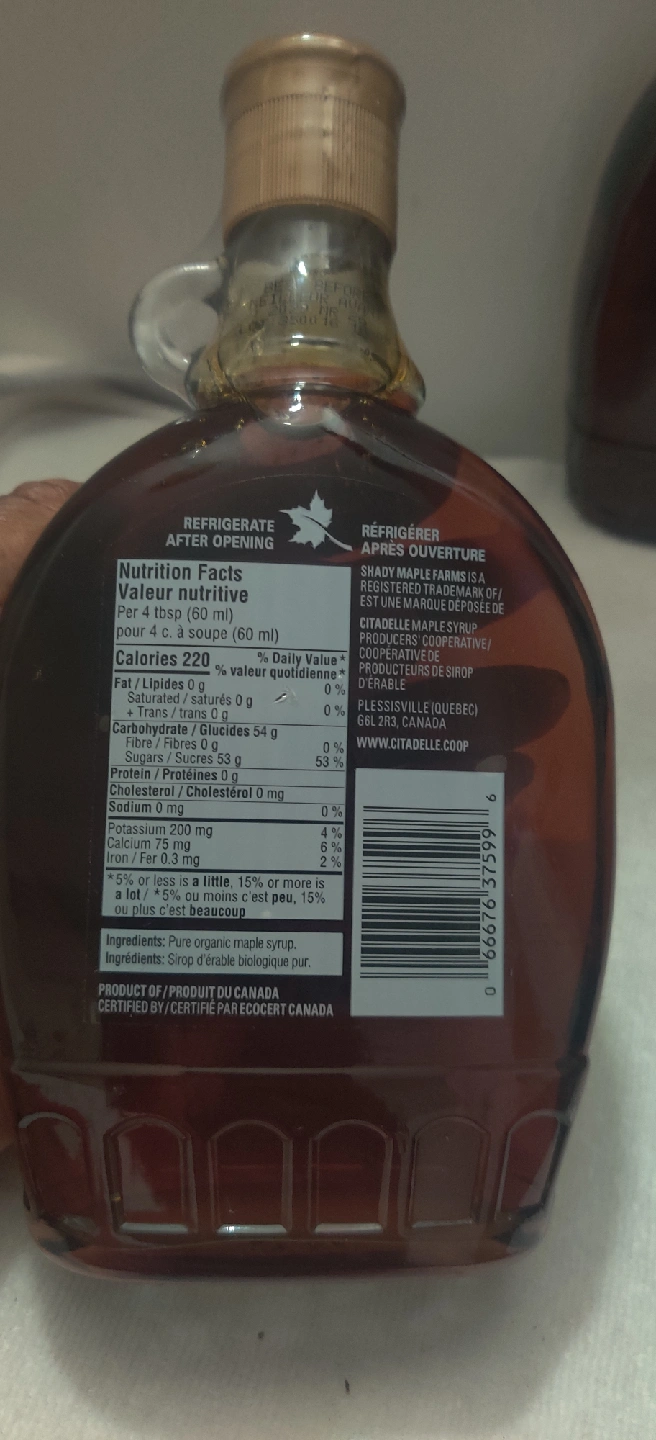 REFRIGERATE
AFTER OPENING
RÉFRIGÉRER
APRÈS OUVERTURE
Nutrition Facts
Valeur nutritive
Per 4 tbsp (60 ml)
pour 4 c. à soupe (60 ml)
Calories 220
% Daily Value*
% valeur quotidienne*
Fat / Lipides 0 g 0 %
Saturated / saturés 0 g
+ Trans / trans 0 g 0 %
Carbohydrate / Glucides 54 g
Fibre / Fibres 0 g 0 %
Sugars / Sucres 53 g 53 %
Protein / Protéines 0 g
Cholesterol / Cholestérol 0 mg
Sodium 0 mg 0 %
Potassium 200 mg 4 %
Calcium 75 mg 6 %
Iron / Fer 0.3 mg 2 %
*5% or less is a little, 15% or more is
a lot / *5% ou moins c'est peu, 15%
ou plus c'est beaucoup
Ingredients: Pure organic maple syrup.
Ingrédients: Sirop d'érable biologique pur.
PRODUCT OF / PRODUIT DU CANADA
CERTIFIED BY / CERTIFIÉ PAR ECOCERT CANADA
SHADY MAPLE FARMS IS A
REGISTERED TRADEMARK OF /
EST UNE MARQUE DÉPOSÉE DE
CITADELLE MAPLE SYRUP
PRODUCERS' COOPERATIVE /
COOPÉRATIVE DE
PRODUCTEURS DE SIROP
D'ÉRABLE
PLESSISVILLE (QUEBEC)
G6L 2R3, CANADA
WWW.CITADELLE.COOP
0 66676 37599 6